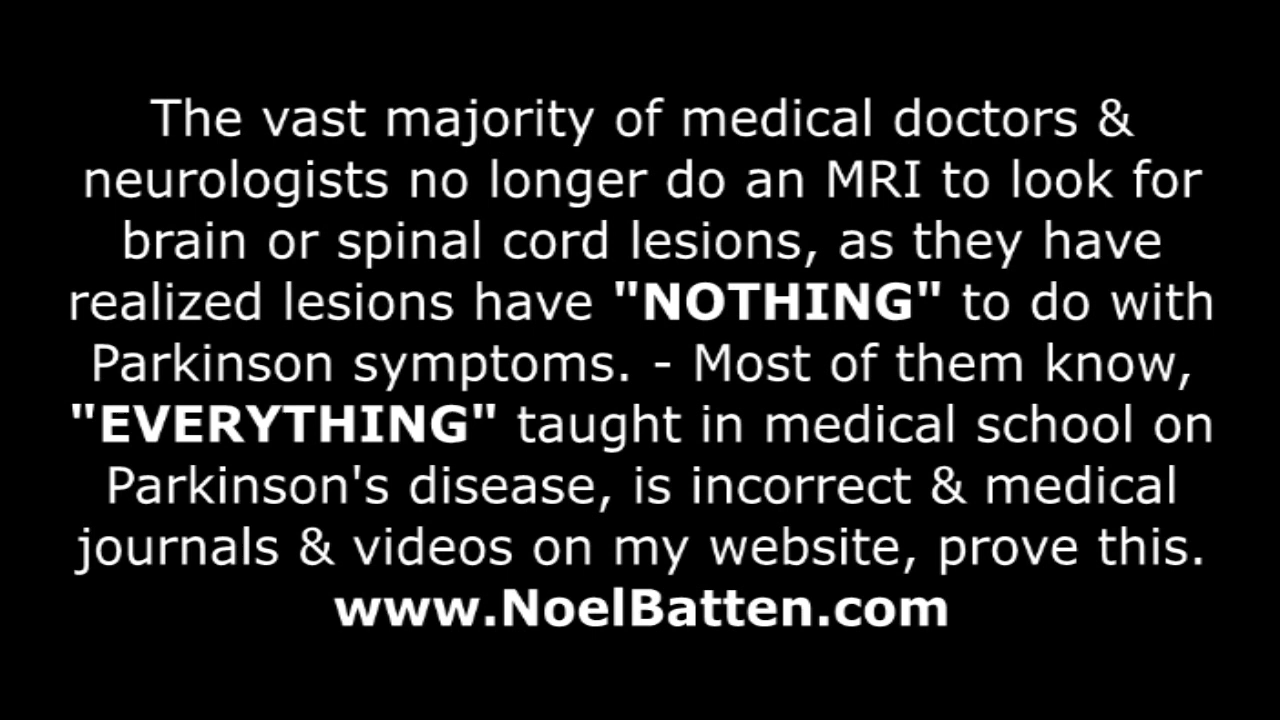 The vast majority of medical doctors &
neurologists no longer do an MRI to look for
brain or spinal cord lesions, as they have
realized lesions have "NOTHING" to do with
Parkinson symptoms. - Most of them know,
"EVERYTHING" taught in medical school on
Parkinson's disease, is incorrect & medical
journals & videos on my website, prove this.
www.NoelBatten.com